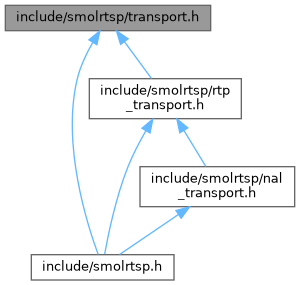 include/smolrtsp/transport.h
include/smolrtsp/rtp
_transport.h
include/smolrtsp/nal
_transport.h
include/smolrtsp.h